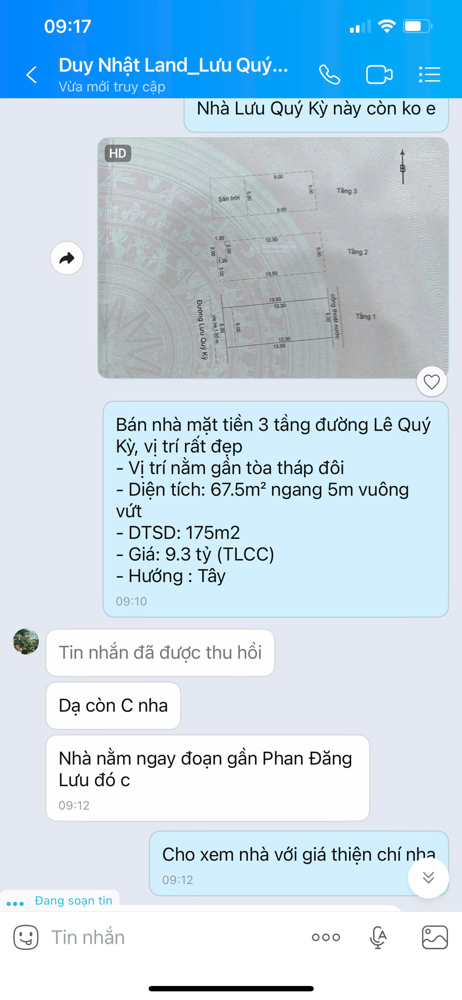 09:17
Duy Nhật Land_Lưu Quý...
Vừa mới truy cập
Nhà Lưu Quý Kỳ này còn ko e
HD
B
9.00
Sân trời
5.00
5.00
Tầng 3
9.00
1.20
12.30
2.00
2.00
Batdongsan
5.00
Tầng 2
1.20
3.00
13.50
13.50
12.30
Đường Lưu Quý Kỳ
vỉa hè 1.50 m
5.00
5.00
5.00
cống thoát nước
Tầng 1
12.30
13.50
Bán nhà mặt tiền 3 tầng đường Lê Quý
Kỳ, vị trí rất đẹp
- Vị trí nằm gần tòa tháp đôi
- Diện tích: 67.5m² ngang 5m vuông
vứt
- DTSD: 175m2
- Giá: 9.3 tỷ (TLCC)
- Hướng : Tây
09:10
Tin nhắn đã được thu hồi
Dạ còn C nha
Nhà nằm ngay đoạn gần Phan Đăng
Lưu đó c
09:12
Cho xem nhà với giá thiện chí nha
09:12
Đang soạn tin
Tin nhắn